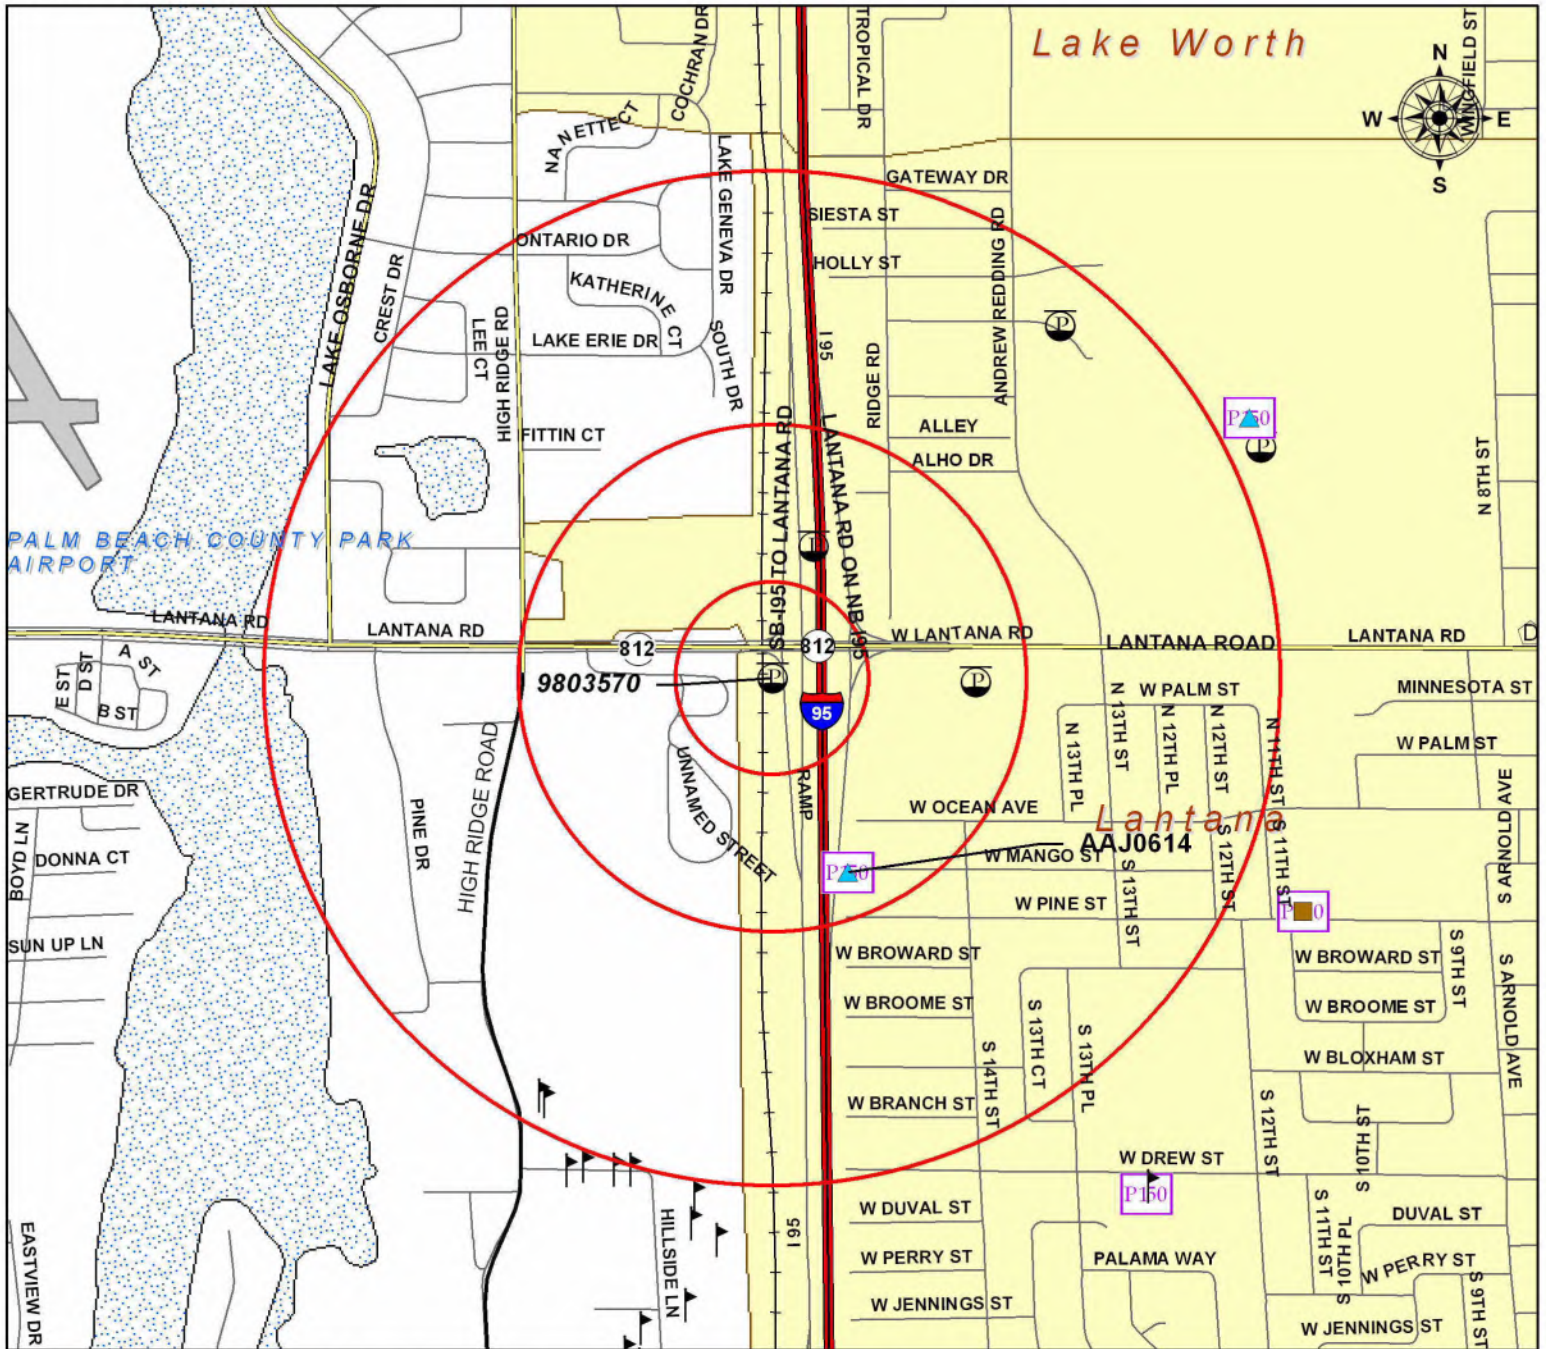 Lake Worth
N
W
E
S
WINGFIELD ST
COCHRAN DR
TROPICAL DR
NANETTE CT
LAKE GENEVA DR
GATEWAY DR
SIESTA ST
HOLLY ST
ANDREW REDDING RD
LAKE OSBORNE DR
CREST DR
ONTARIO DR
KATHERINE CT
LEE CT
HIGH RIDGE RD
LAKE ERIE DR
SOUTH DR
I 95
RIDGE RD
P
FITTIN CT
SB-I95 TO LANTANA RD
LANTANA RD ON NB I95
ALLEY
ALHO DR
P
N 8TH ST
PALM BEACH COUNTY PARK
AIRPORT
LANTANA RD
LANTANA RD
812
812
W LANTANA RD
LANTANA ROAD
LANTANA RD
D
E ST
D ST
A ST
B ST
9803570
P
P
95
W PALM ST
MINNESOTA ST
N 13TH PL
N 13TH ST
N 12TH PL
N 12TH ST
N 11TH ST
W PALM ST
HIGH RIDGE ROAD
UNNAMED STREET
RAMP
GERTRUDE DR
BOYD LN
DONNA CT
PINE DR
W OCEAN AVE
Lantana
AAJ0614
W MANGO ST
S 13TH ST
S 12TH ST
S 11TH ST
S ARNOLD AVE
W PINE ST
SUN UP LN
W BROWARD ST
W BROWARD ST
S 9TH ST
S ARNOLD AVE
W BROOME ST
W BROOME ST
S 13TH CT
S 13TH PL
S 14TH ST
W BLOXHAM ST
W BRANCH ST
S 12TH ST
S 10TH ST
W DREW ST
P150
W DUVAL ST
DUVAL ST
S 11TH ST
S 10TH PL
HILLSIDE LN
I 95
EASTVIEW DR
W PERRY ST
PALAMA WAY
W PERRY ST
W JENNINGS ST
W JENNINGS ST
S 9TH ST